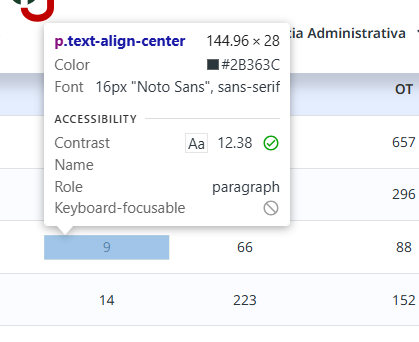 p.text-align-center 144.96 × 28
Color #2B363C
Font 16px "Noto Sans", sans-serif
ACCESSIBILITY
Contrast Aa 12.38
Name
Role paragraph
Keyboard-focusable
cia Administrativa
OT
657
296
9 66 88
14 223 152